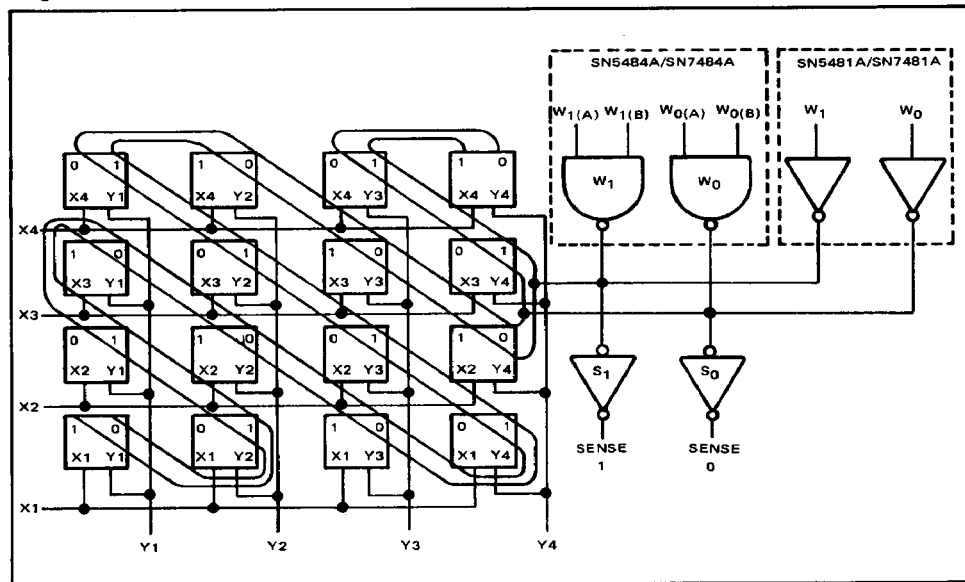 SN5484A/SN7484A SN5481A/SN7481A
W1(A) W1(B) W0(A) W0(B) W1 W0
W1 W0
0 1 1 0 0 1 1 0
X4 Y1 X4 Y2 X4 Y3 X4 Y4
X4
1 0 0 1 1 0 0 1
X3 Y1 X3 Y2 X3 Y3 X3 Y4
X3
0 1 1 0 0 1 1 0
X2 Y1 X2 Y2 X2 Y3 X2 Y4
X2
S1 S0
1 0 0 1 1 0 0 1
X1 Y1 X1 Y2 X1 Y3 X1 Y4
SENSE SENSE
1 0
X1
Y1 Y2 Y3 Y4